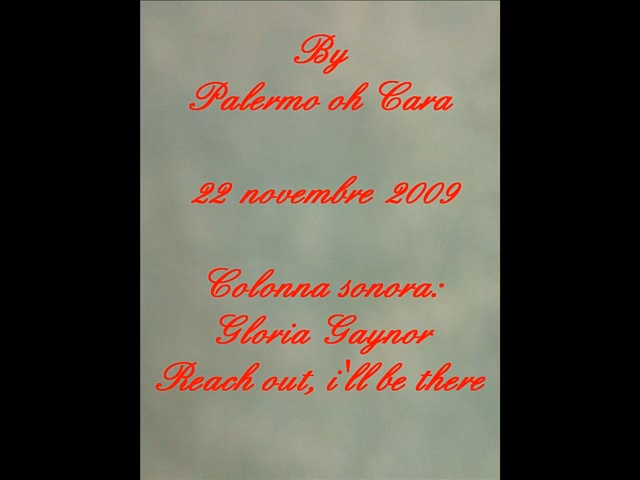 By
Palermo oh Cara
22 novembre 2009
Colonna sonora:
Gloria Gaynor
Reach out, i'll be there